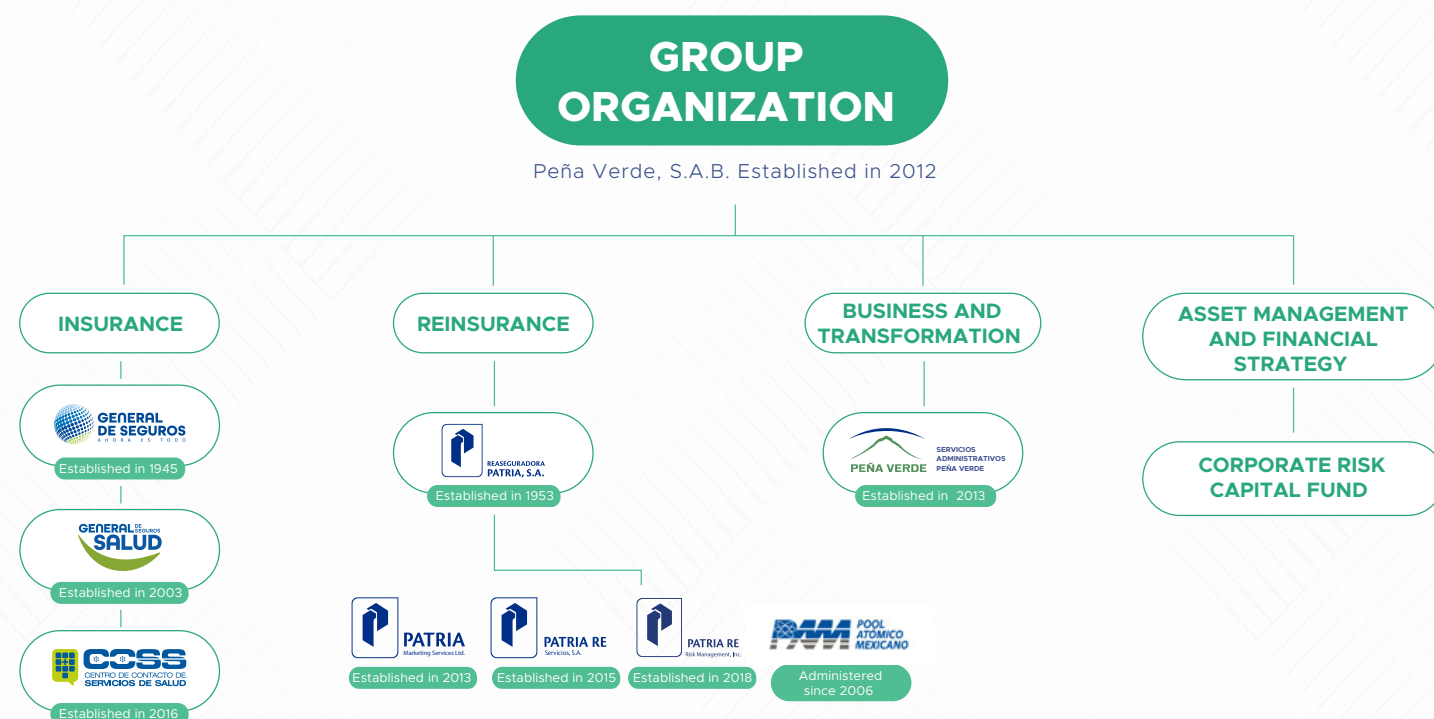 GROUP
ORGANIZATION
Peña Verde, S.A.B. Established in 2012
INSURANCE
GENERAL
DE SEGUROS
AHORA ES TODO
Established in 1945
GENERAL DE SEGUROS
SALUD
Established in 2003
CCSS
CENTRO DE CONTACTO DE
SERVICIOS DE SALUD
Established in 2016
REINSURANCE
REASEGURADORA
PATRIA, S.A.
Established in 1953
PATRIA
Marketing Services Ltd.
Established in 2013
PATRIA RE
Servicios, S.A.
Established in 2015
PATRIA RE
Risk Management, Inc.
Established in 2018
PAM
POOL
ATÓMICO
MEXICANO
Administered
since 2006
BUSINESS AND
TRANSFORMATION
PEÑA VERDE
SERVICIOS
ADMINISTRATIVOS
PEÑA VERDE
Established in 2013
ASSET MANAGEMENT
AND FINANCIAL
STRATEGY
CORPORATE RISK
CAPITAL FUND